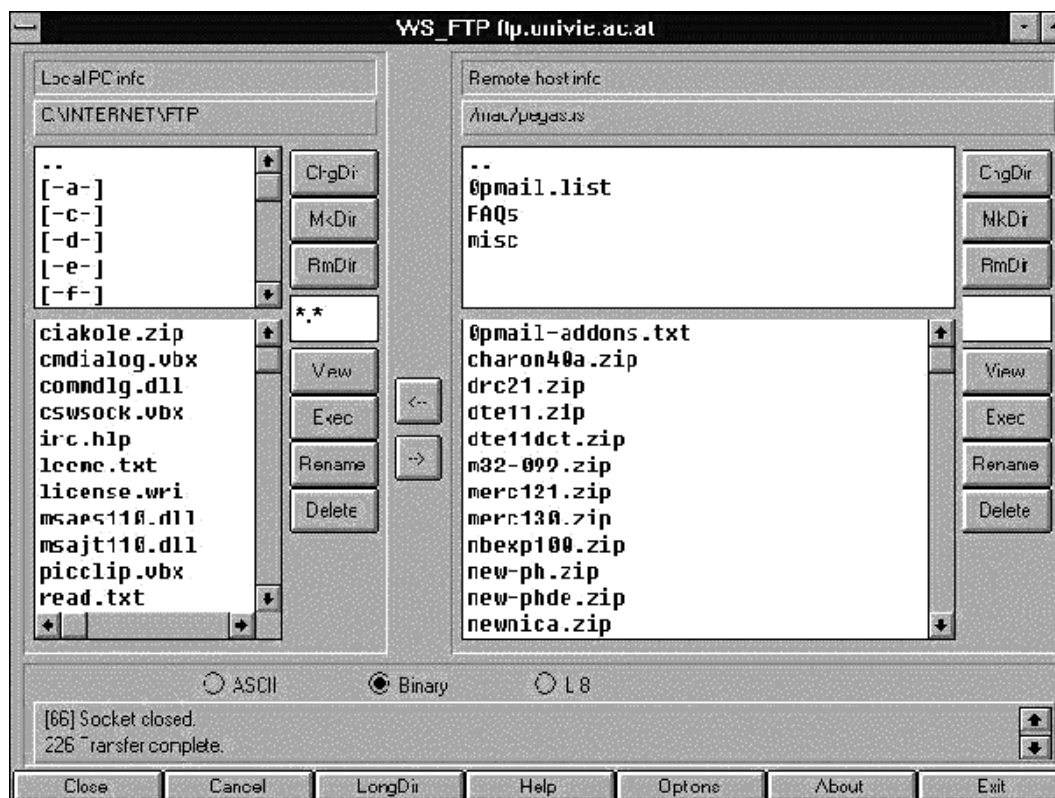 WS_FTP ftp.univie.ac.at
Local PC info
C:\INTERNET\FTP
..
[-a-]
[-c-]
[-d-]
[-e-]
[-f-]
ChgDir
MkDir
RmDir
*.*
ciakole.zip
cmdialog.vbx
commdlg.dll
cswsock.vbx
irc.hlp
leeme.txt
license.wri
msaes110.dll
msajt110.dll
picclip.vbx
read.txt
View
Exec
Rename
Delete
<--
-->
Remote host info
/mac/pegasus
..
0pmail.list
FAQs
misc
ChgDir
MkDir
RmDir
0pmail-addons.txt
charon40a.zip
drc21.zip
dte11.zip
dte11dct.zip
m32-099.zip
merc121.zip
merc130.zip
nbexp100.zip
new-ph.zip
new-phde.zip
newnica.zip
View
Exec
Rename
Delete
ASCII Binary L 8
[66] Socket closed.
226 Transfer complete.
Close Cancel LongDir Help Options About Exit